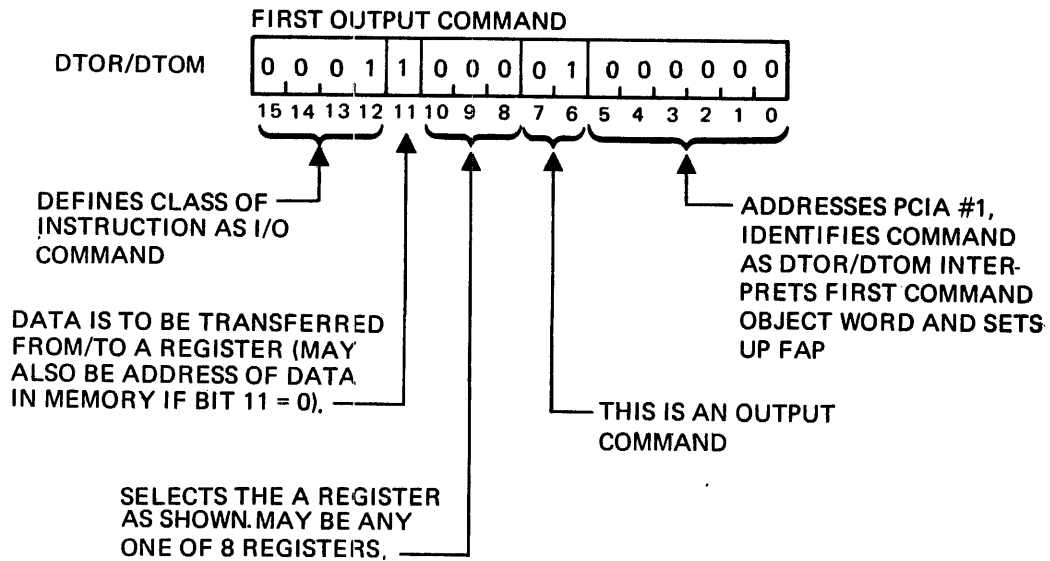 FIRST OUTPUT COMMAND
DTOR/DTOM
0 0 0 1 1 0 0 0 0 1 0 0 0 0 0 0
15 14 13 12 11 10 9 8 7 6 5 4 3 2 1 0
DEFINES CLASS OF
INSTRUCTION AS I/O
COMMAND
ADDRESSES PCIA #1,
IDENTIFIES COMMAND
AS DTOR/DTOM INTER-
PRETS FIRST COMMAND
OBJECT WORD AND SETS
UP FAP
DATA IS TO BE TRANSFERRED
FROM/TO A REGISTER (MAY
ALSO BE ADDRESS OF DATA
IN MEMORY IF BIT 11 = 0).
THIS IS AN OUTPUT
COMMAND
SELECTS THE A REGISTER
AS SHOWN. MAY BE ANY
ONE OF 8 REGISTERS.